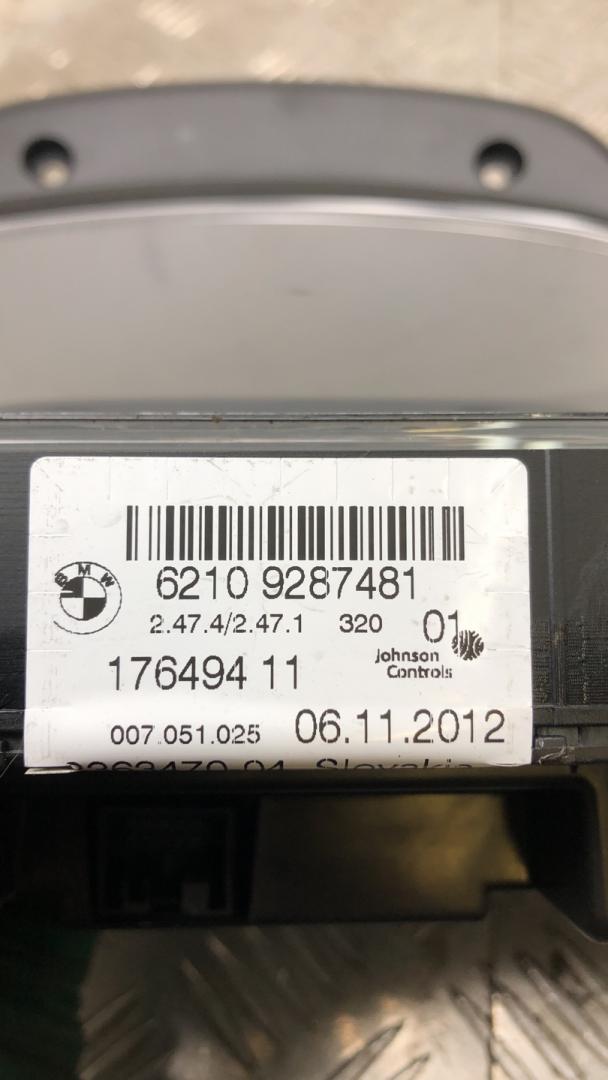 6210 9287481
BMW
2.47.4/2.47.1 320 01
Johnson
Controls
176494 11
007.051.025 06.11.2012
Slovakia